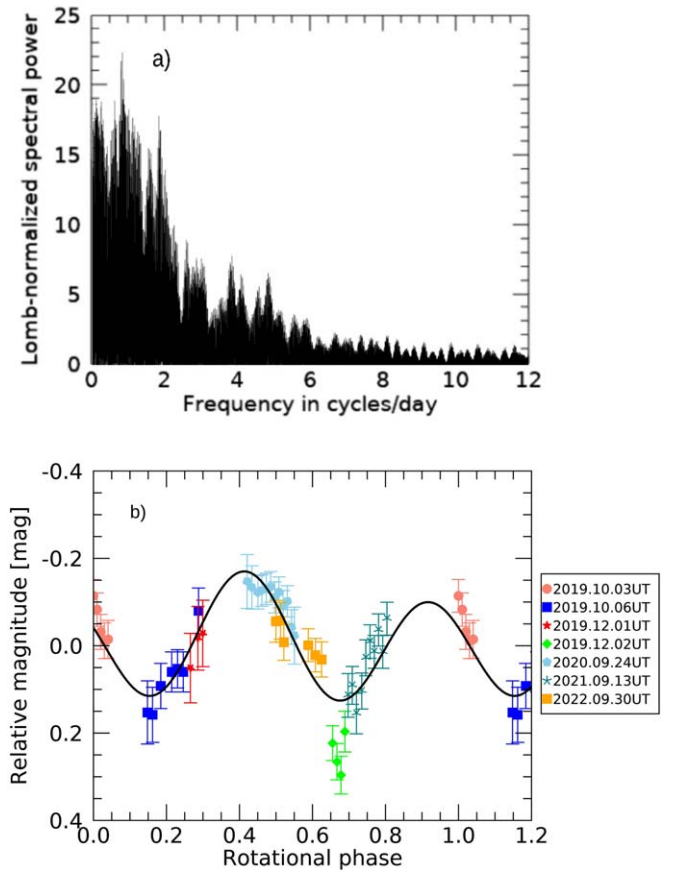 a)
25
20
15
10
5
0
Lomb-normalized spectral power
0 2 4 6 8 10 12
Frequency in cycles/day
b)
-0.4
-0.2
0.0
0.2
0.4
Relative magnitude [mag]
0.0 0.2 0.4 0.6 0.8 1.0 1.2
Rotational phase
2019.10.03UT
2019.10.06UT
2019.12.01UT
2019.12.02UT
2020.09.24UT
2021.09.13UT
2022.09.30UT